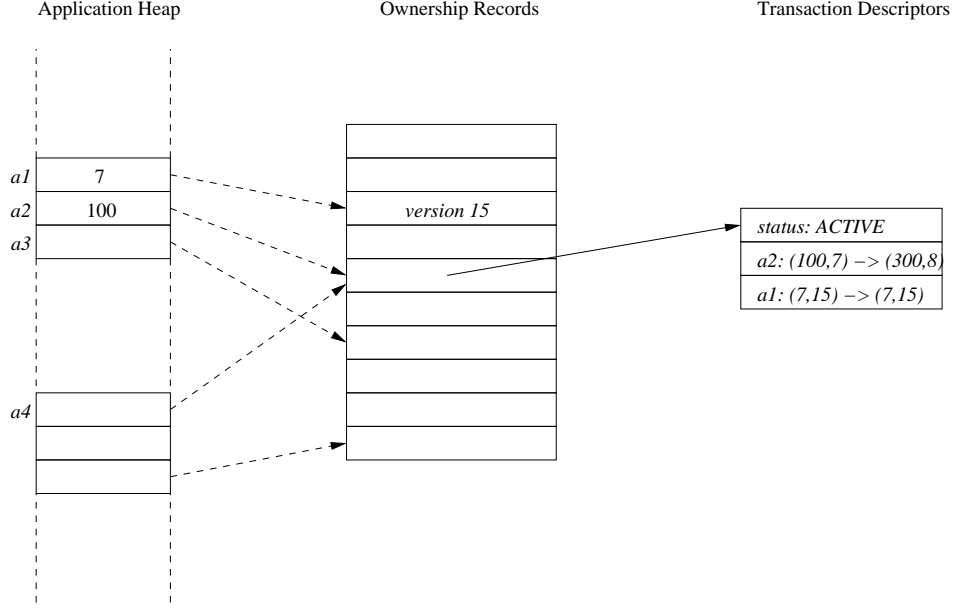 Application Heap
Ownership Records
Transaction Descriptors
a1
7
a2
100
version 15
a3
status: ACTIVE
a2: (100,7) −> (300,8)
a1: (7,15) −> (7,15)
a4